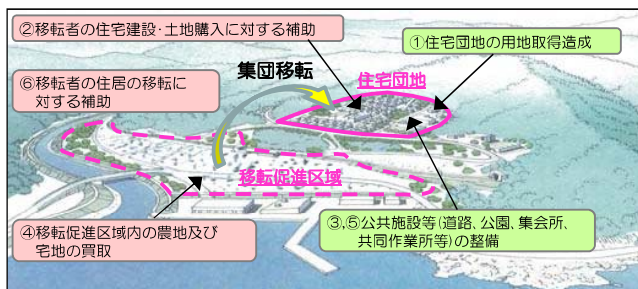 ②移転者の住宅建設・土地購入に対する補助
①住宅団地の用地取得造成
⑥移転者の住居の移転に
対する補助
集団移転
住宅団地
移転促進区域
④移転促進区域内の農地及び
宅地の買取
③,⑤公共施設等(道路、公園、集会所、
共同作業所等)の整備